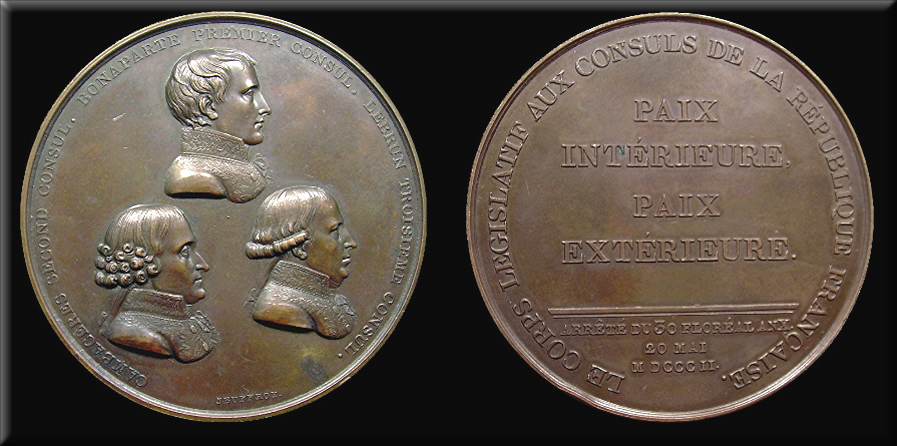 CAMBACÉRÈS SECOND CONSUL. BONAPARTE PREMIER CONSUL. LEBRUN TROISIÈME CONSUL.
JEUFFROY.
LE CORPS LÉGISLATIF AUX CONSULS DE LA RÉPUBLIQUE FRANÇAISE.
PAIX
INTÉRIEURE,
PAIX
EXTÉRIEURE.
ARRÊTÉ DU 30 FLORÉAL AN X.
20 MAI
M DCCC II.